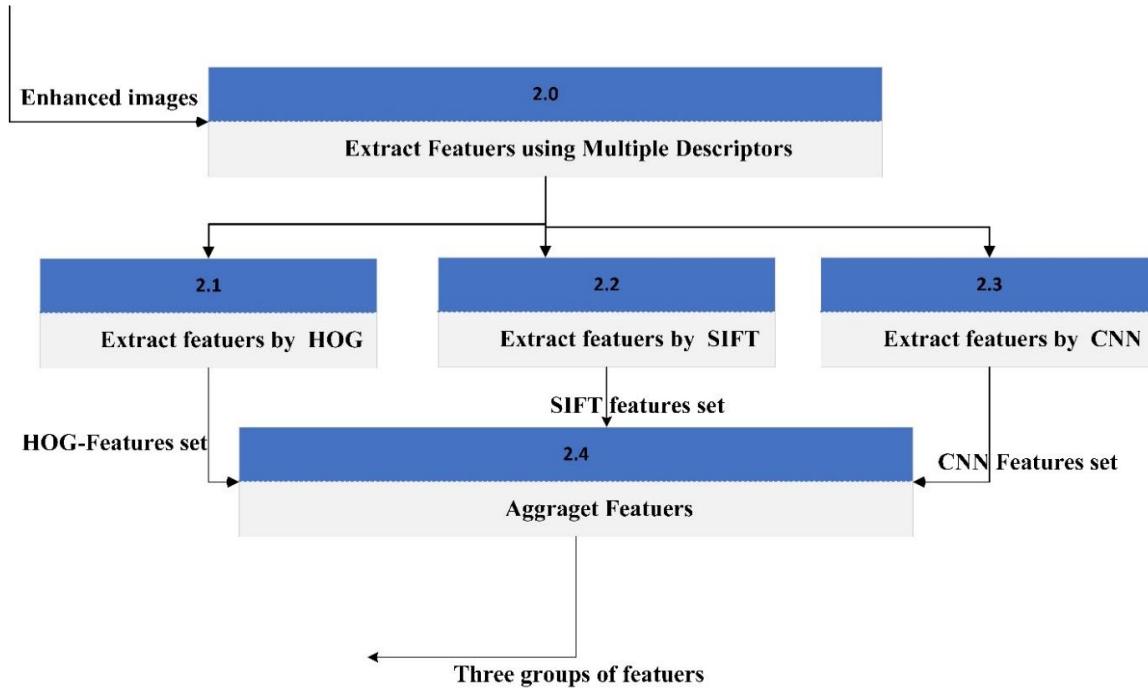 Enhanced images
2.0
Extract Featuers using Multiple Descriptors
2.1
2.2
2.3
Extract featuers by HOG
Extract featuers by SIFT
Extract featuers by CNN
SIFT features set
HOG-Features set
CNN Features set
2.4
Aggraget Featuers
Three groups of featuers